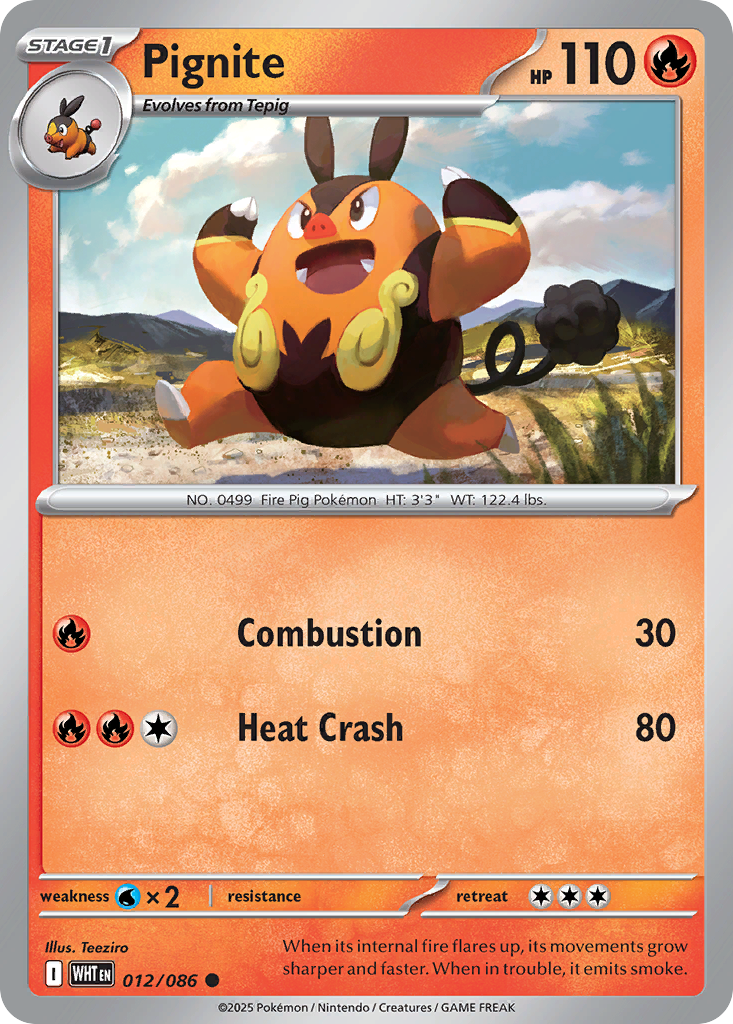 STAGE1
Pignite
HP 110
Evolves from Tepig
NO. 0499 Fire Pig Pokémon HT: 3'3" WT: 122.4 lbs.
Combustion 30
Heat Crash 80
weakness ×2 resistance retreat
Illus. Teeziro
When its internal fire flares up, its movements grow
sharper and faster. When in trouble, it emits smoke.
I WHT EN 012/086
©2025 Pokémon / Nintendo / Creatures / GAME FREAK